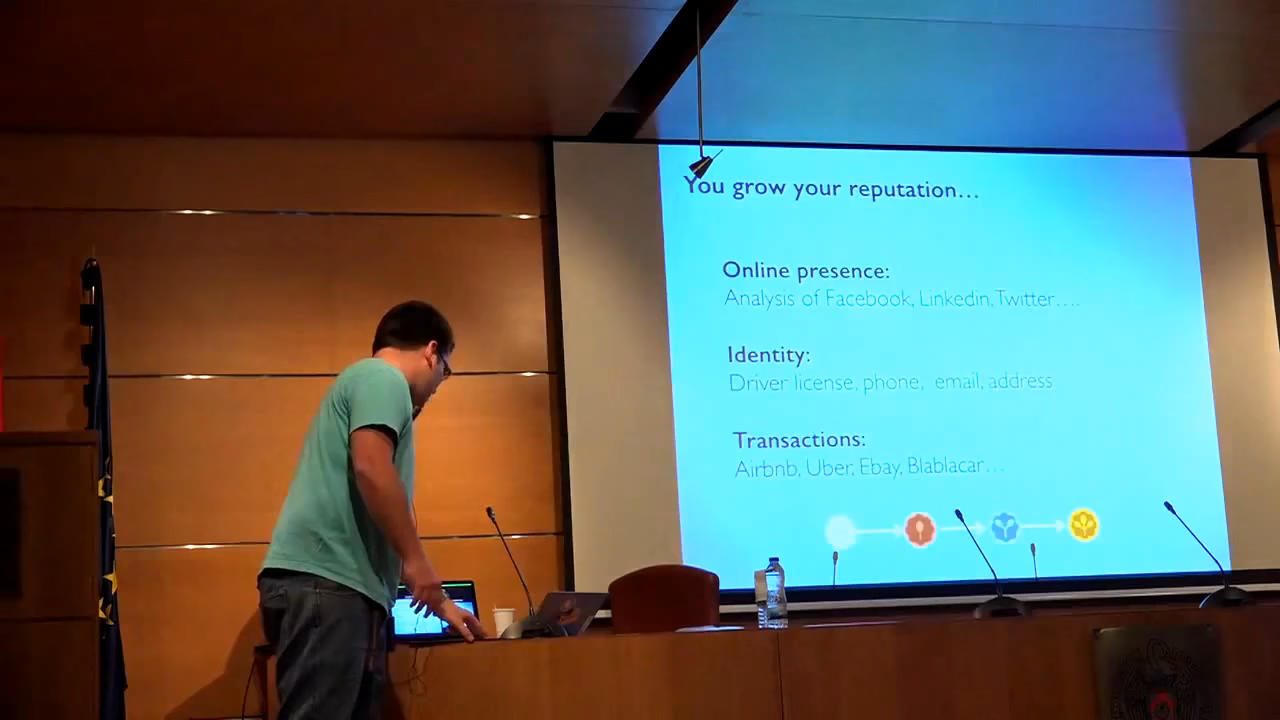 You grow your reputation...
Online presence:
Analysis of Facebook, Linkedin, Twitter....
Identity:
Driver license, phone, email, address
Transactions:
Airbnb, Uber, Ebay, Blablacar...